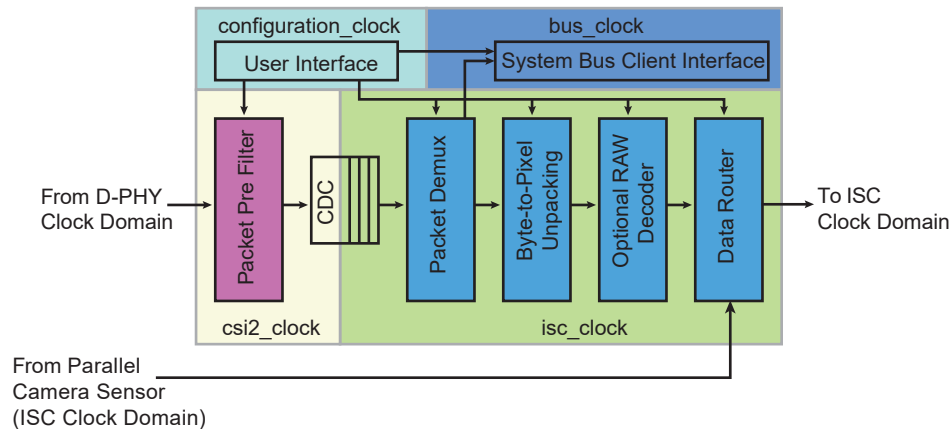 configuration_clock
bus_clock
User Interface
System Bus Client Interface
From D-PHY
Clock Domain
Packet Pre Filter
CDC
Packet Demux
Byte-to-Pixel
Unpacking
Optional RAW
Decoder
Data Router
To ISC
Clock Domain
csi2_clock
isc_clock
From Parallel
Camera Sensor
(ISC Clock Domain)